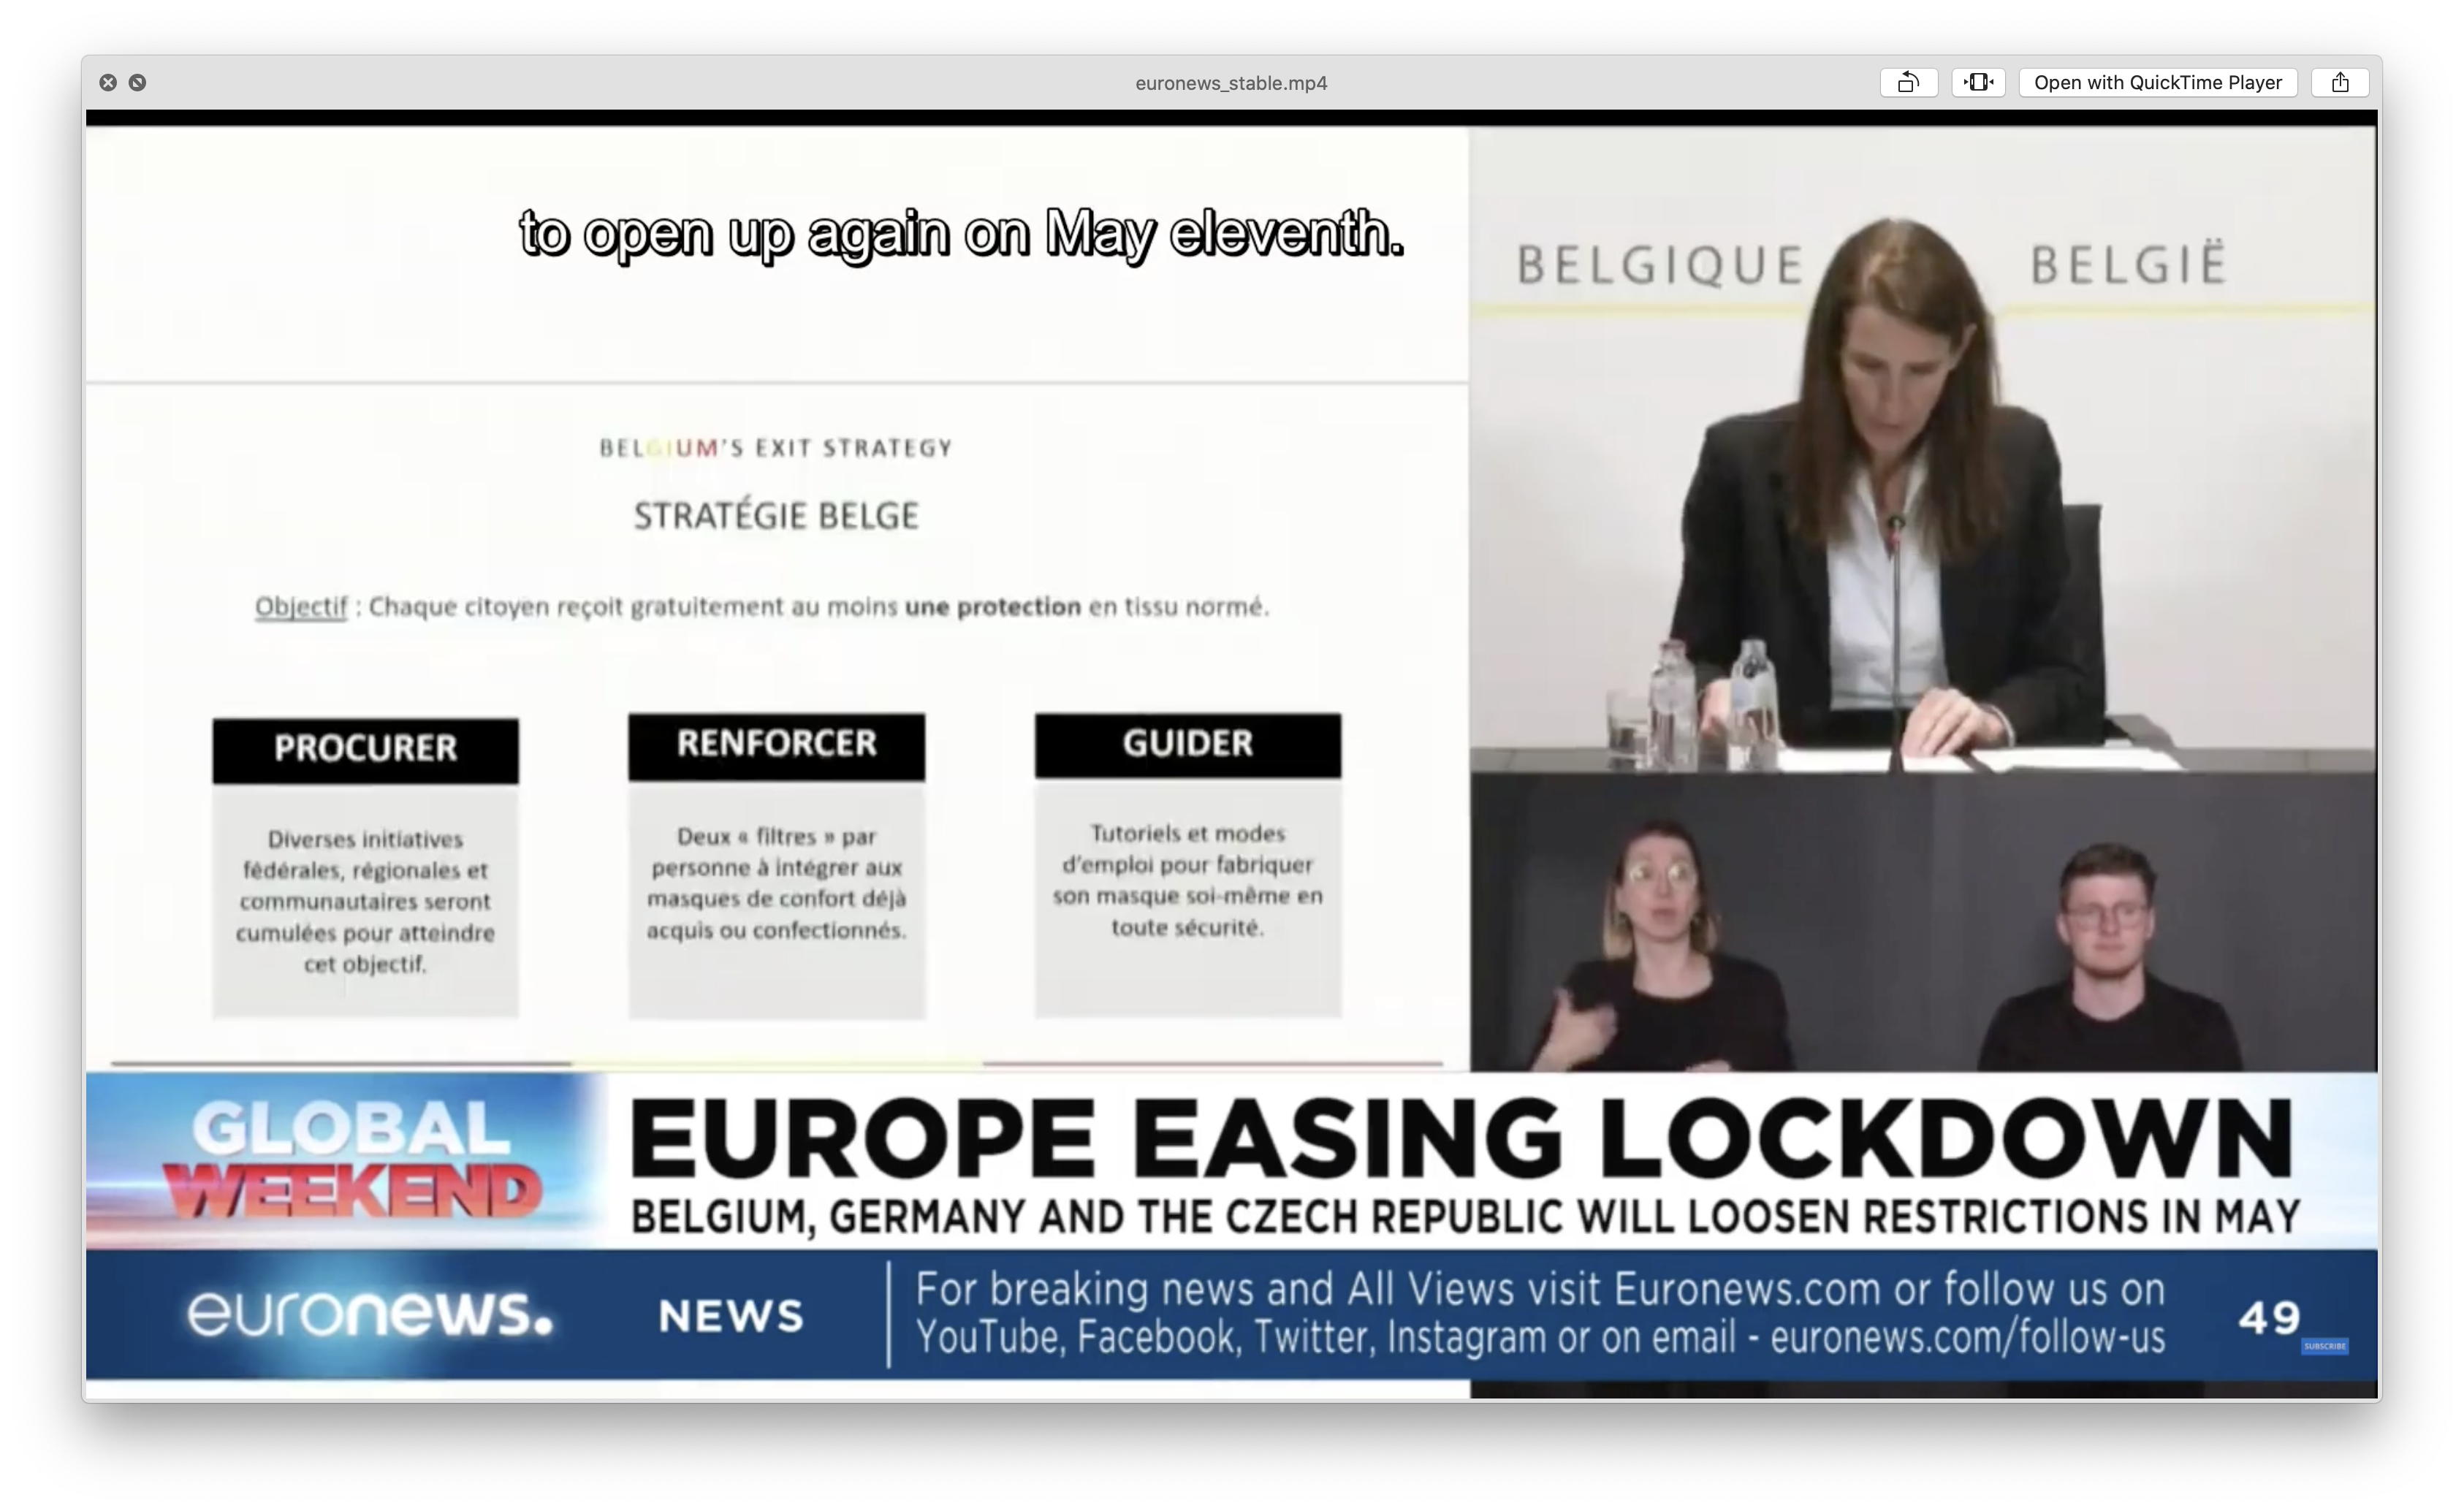 euronews_stable.mp4
Open with QuickTime Player
to open up again on May eleventh.
BELGIQUE
BELGIË
BELGIUM'S EXIT STRATEGY
STRATÉGIE BELGE
Objectif : Chaque citoyen reçoit gratuitement au moins une protection en tissu normé.
PROCURER
Diverses initiatives
fédérales, régionales et
communautaires seront
cumulées pour atteindre
cet objectif.
RENFORCER
Deux « filtres » par
personne à intégrer aux
masques de confort déjà
acquis ou confectionnés.
GUIDER
Tutoriels et modes
d'emploi pour fabriquer
son masque soi-même en
toute sécurité.
GLOBAL
WEEKEND
EUROPE EASING LOCKDOWN
BELGIUM, GERMANY AND THE CZECH REPUBLIC WILL LOOSEN RESTRICTIONS IN MAY
euronews.
NEWS
For breaking news and All Views visit Euronews.com or follow us on
YouTube, Facebook, Twitter, Instagram or on email - euronews.com/follow-us
49
SUBSCRIBE